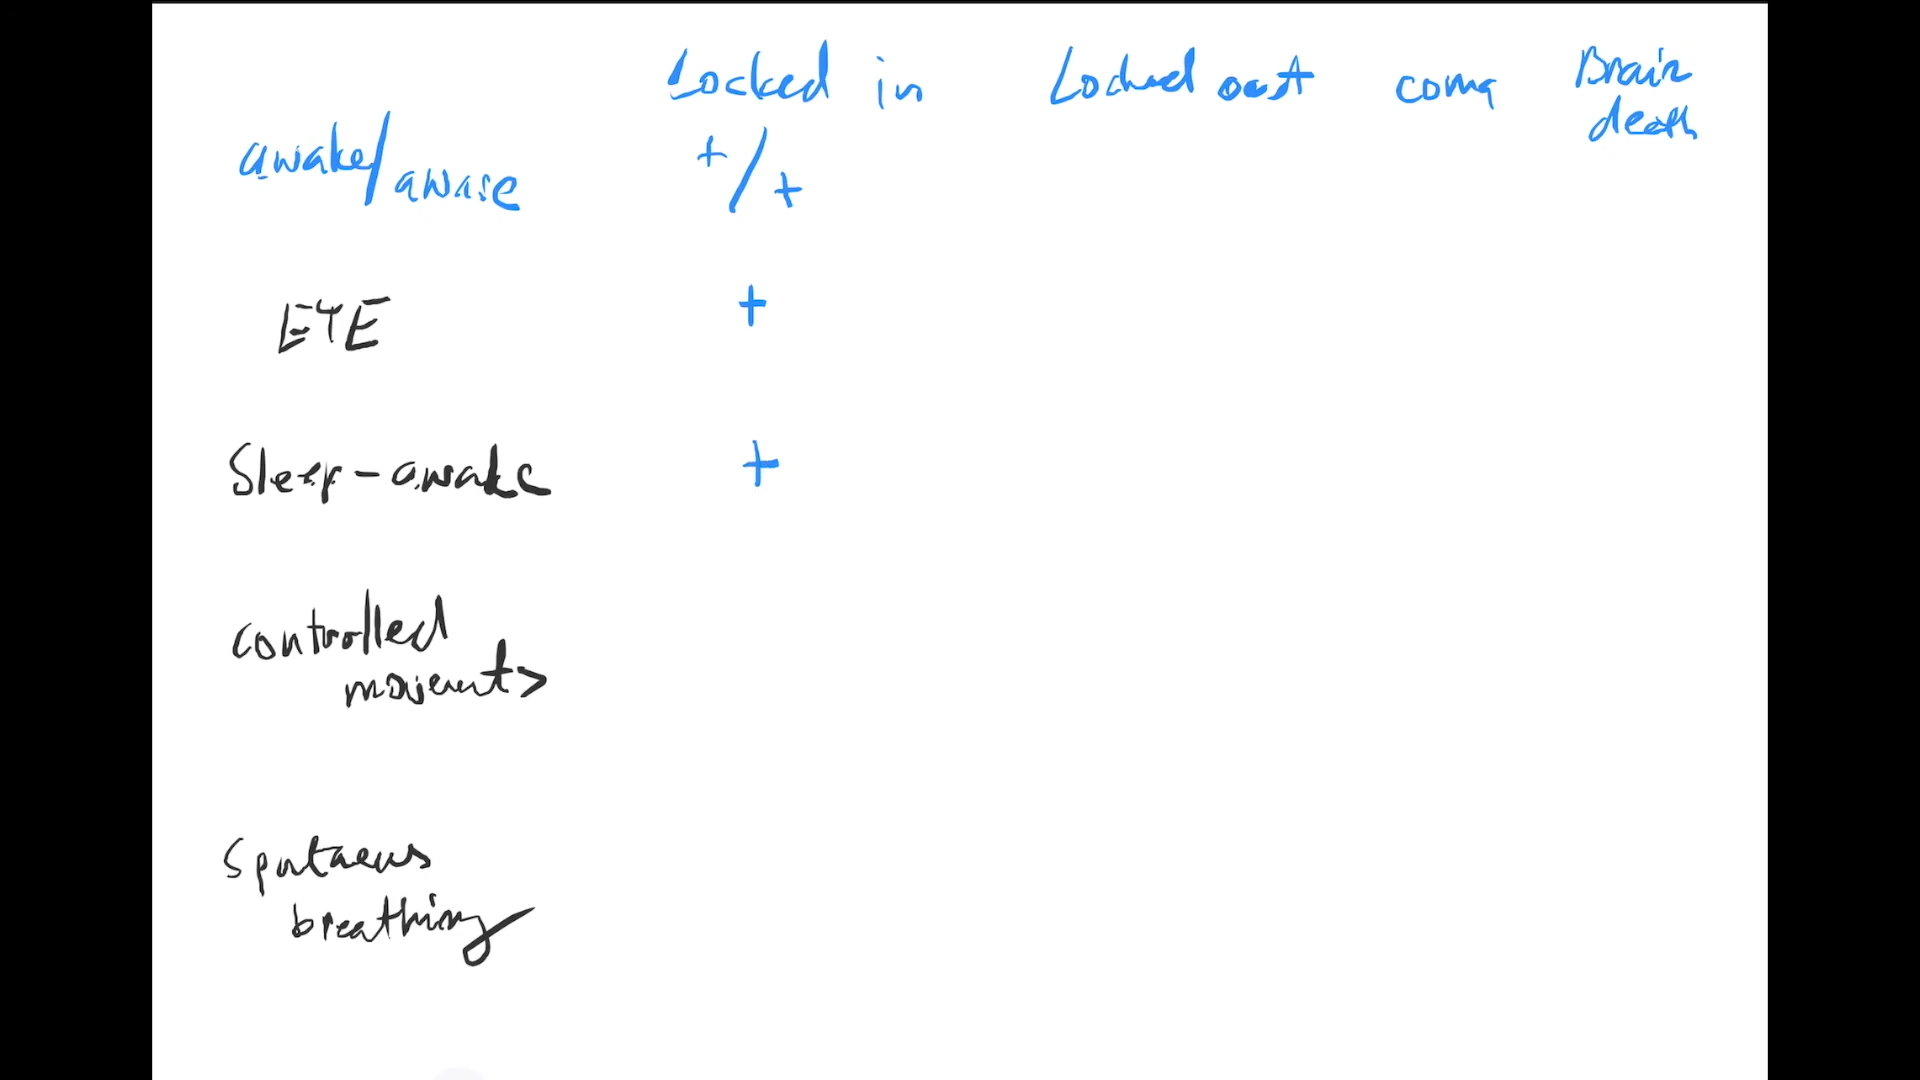 Locked in Locked out coma Brain death
awake/aware +/+
EYE +
Sleep-awake +
controlled
movements
Spontaneous
breathing